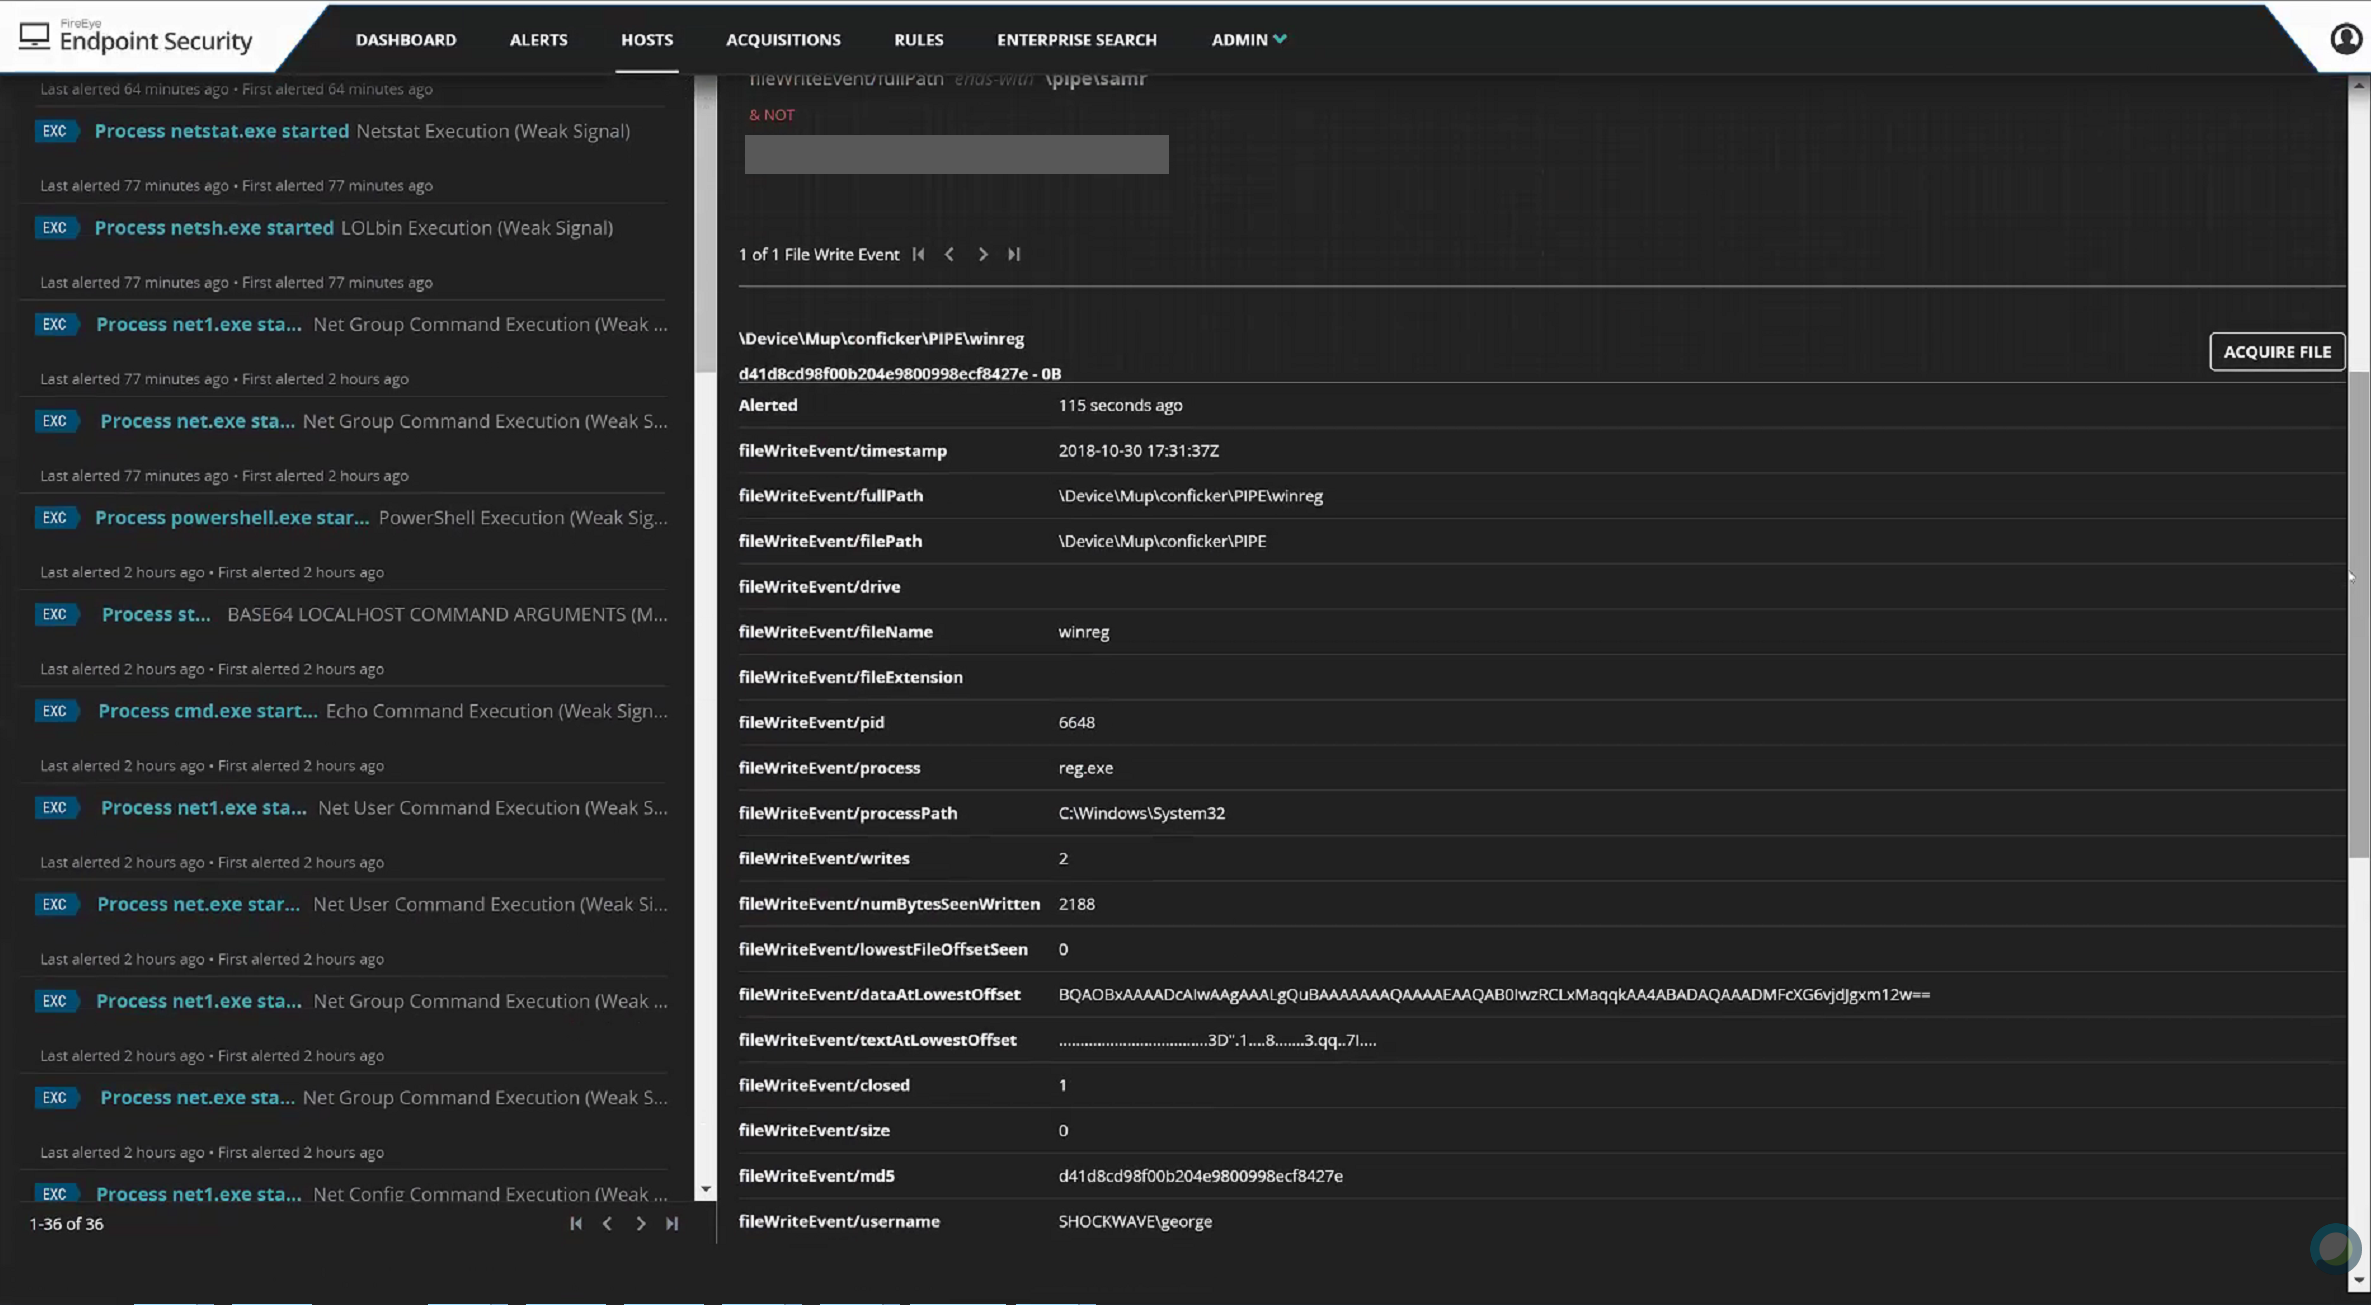 FireEye
Endpoint Security
DASHBOARD
ALERTS
HOSTS
ACQUISITIONS
RULES
ENTERPRISE SEARCH
ADMIN
Last alerted 64 minutes ago • First alerted 64 minutes ago
EXC Process netstat.exe started Netstat Execution (Weak Signal)
Last alerted 77 minutes ago • First alerted 77 minutes ago
EXC Process netsh.exe started LOLbin Execution (Weak Signal)
Last alerted 77 minutes ago • First alerted 77 minutes ago
EXC Process net1.exe sta... Net Group Command Execution (Weak ...
Last alerted 77 minutes ago • First alerted 2 hours ago
EXC Process net.exe sta... Net Group Command Execution (Weak S...
Last alerted 77 minutes ago • First alerted 2 hours ago
EXC Process powershell.exe star... PowerShell Execution (Weak Sig...
Last alerted 2 hours ago • First alerted 2 hours ago
EXC Process st... BASE64 LOCALHOST COMMAND ARGUMENTS (M...
Last alerted 2 hours ago • First alerted 2 hours ago
EXC Process cmd.exe start... Echo Command Execution (Weak Sign...
Last alerted 2 hours ago • First alerted 2 hours ago
EXC Process net1.exe sta... Net User Command Execution (Weak S...
Last alerted 2 hours ago • First alerted 2 hours ago
EXC Process net.exe star... Net User Command Execution (Weak Si...
Last alerted 2 hours ago • First alerted 2 hours ago
EXC Process net1.exe sta... Net Group Command Execution (Weak ...
Last alerted 2 hours ago • First alerted 2 hours ago
EXC Process net.exe sta... Net Group Command Execution (Weak S...
Last alerted 2 hours ago • First alerted 2 hours ago
EXC Process net1.exe sta... Net Config Command Execution (Weak ...
1-36 of 36
fileWriteEvent/fullPath ends-with \pipe\samr
& NOT
1 of 1 File Write Event
\Device\Mup\conficker\PIPE\winreg
ACQUIRE FILE
d41d8cd98f00b204e9800998ecf8427e - 0B
Alerted 115 seconds ago
fileWriteEvent/timestamp 2018-10-30 17:31:37Z
fileWriteEvent/fullPath \Device\Mup\conficker\PIPE\winreg
fileWriteEvent/filePath \Device\Mup\conficker\PIPE
fileWriteEvent/drive
fileWriteEvent/fileName winreg
fileWriteEvent/fileExtension
fileWriteEvent/pid 6648
fileWriteEvent/process reg.exe
fileWriteEvent/processPath C:\Windows\System32
fileWriteEvent/writes 2
fileWriteEvent/numBytesSeenWritten 2188
fileWriteEvent/lowestFileOffsetSeen 0
fileWriteEvent/dataAtLowestOffset BQAOBxAAAADcAIwAAgAAALgQuBAAAAAAAQAAAAEAAQAB0IwzRCLxMaqqkAA4ABADAQAAADMFcXG6vjdJgxm12w==
fileWriteEvent/textAtLowestOffset ...................................3D".1....8.......3.qq..7I....
fileWriteEvent/closed 1
fileWriteEvent/size 0
fileWriteEvent/md5 d41d8cd98f00b204e9800998ecf8427e
fileWriteEvent/username SHOCKWAVE\george